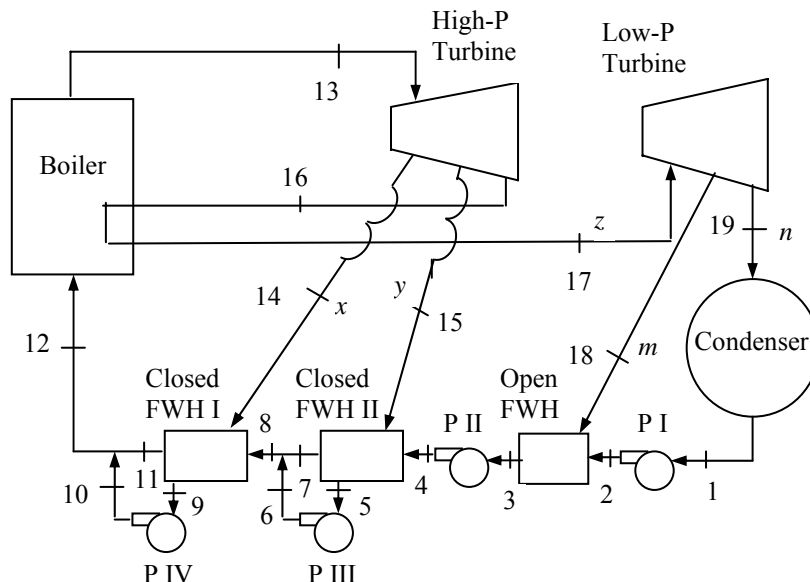 High-P
Turbine
Low-P
Turbine
13
Boiler
16
z
17
19
n
14
x
y
15
18
m
Condenser
12
Closed
FWH I
Closed
FWH II
Open
FWH
8
P II
P I
11
7
4
3
2
1
10
9
6
5
P IV
P III